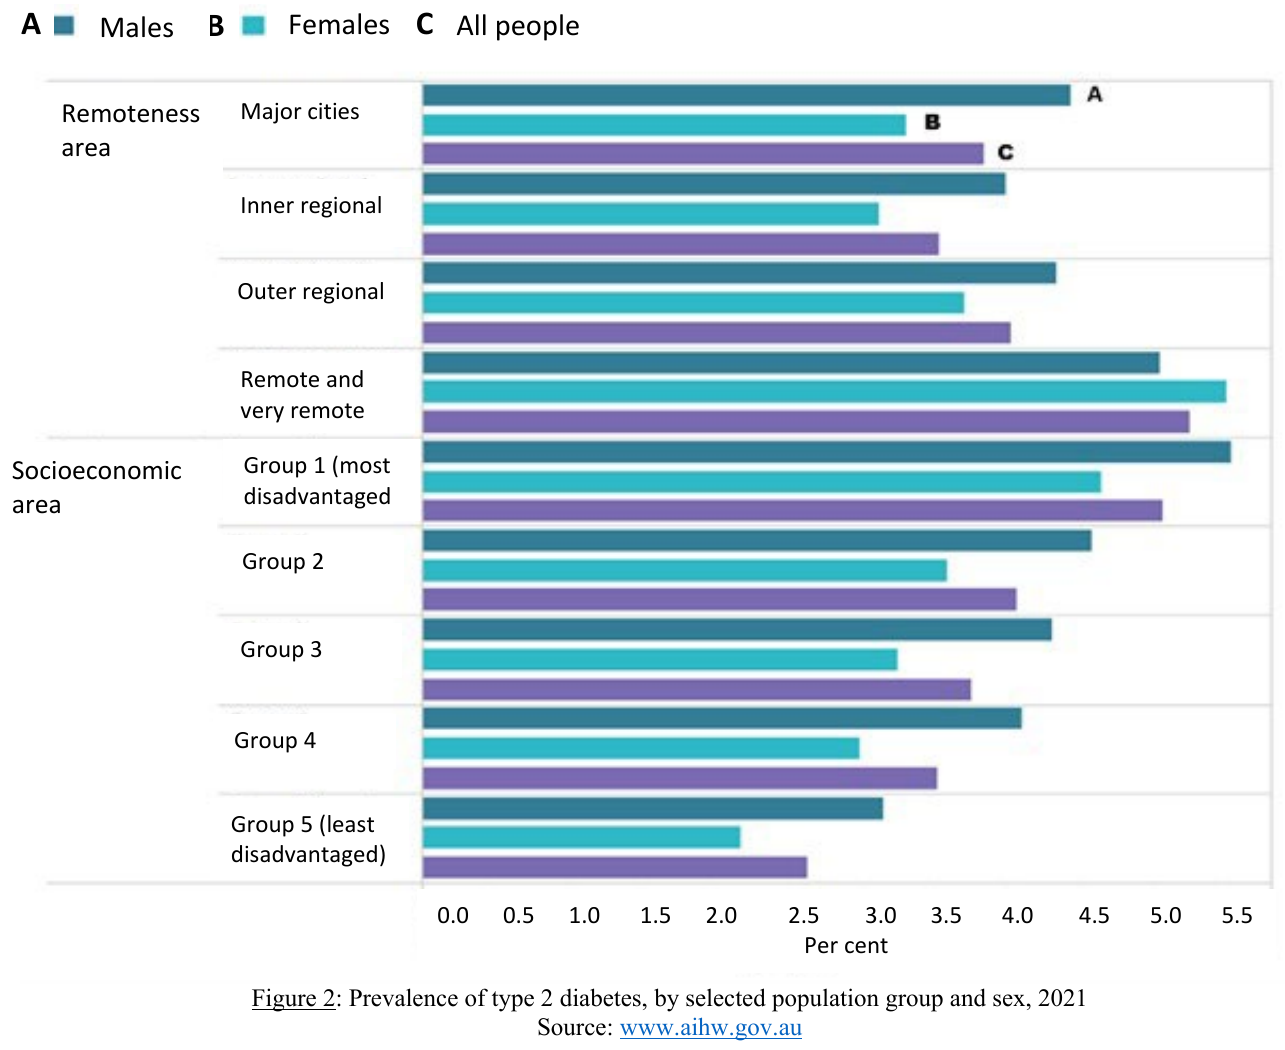 A Males B Females C All people
Remoteness
area
Major cities
A
B
C
Inner regional
Outer regional
Remote and
very remote
Socioeconomic
area
Group 1 (most
disadvantaged
Group 2
Group 3
Group 4
Group 5 (least
disadvantaged)
0.0 0.5 1.0 1.5 2.0 2.5 3.0 3.5 4.0 4.5 5.0 5.5
Per cent
Figure 2: Prevalence of type 2 diabetes, by selected population group and sex, 2021
Source: www.aihw.gov.au